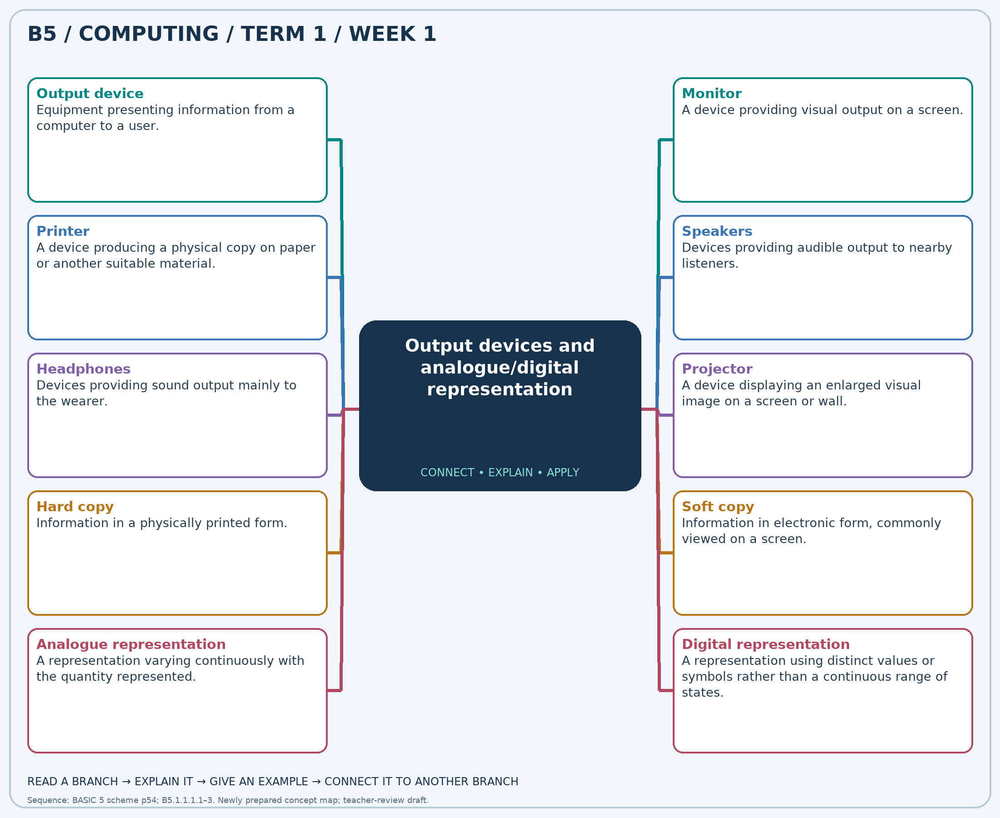 B5 / COMPUTING / TERM 1 / WEEK 1
Output device
Equipment presenting information from a
computer to a user.
Printer
A device producing a physical copy on paper
or another suitable material.
Headphones
Devices providing sound output mainly to
the wearer.
Hard copy
Information in a physically printed form.
Analogue representation
A representation varying continuously with
the quantity represented.
Output devices and
analogue/digital
representation
CONNECT • EXPLAIN • APPLY
Monitor
A device providing visual output on a screen.
Speakers
Devices providing audible output to nearby
listeners.
Projector
A device displaying an enlarged visual
image on a screen or wall.
Soft copy
Information in electronic form, commonly
viewed on a screen.
Digital representation
A representation using distinct values or
symbols rather than a continuous range of
states.
READ A BRANCH → EXPLAIN IT → GIVE AN EXAMPLE → CONNECT IT TO ANOTHER BRANCH
Sequence: BASIC 5 scheme p54; B5.1.1.1.1–3. Newly prepared concept map; teacher-review draft.